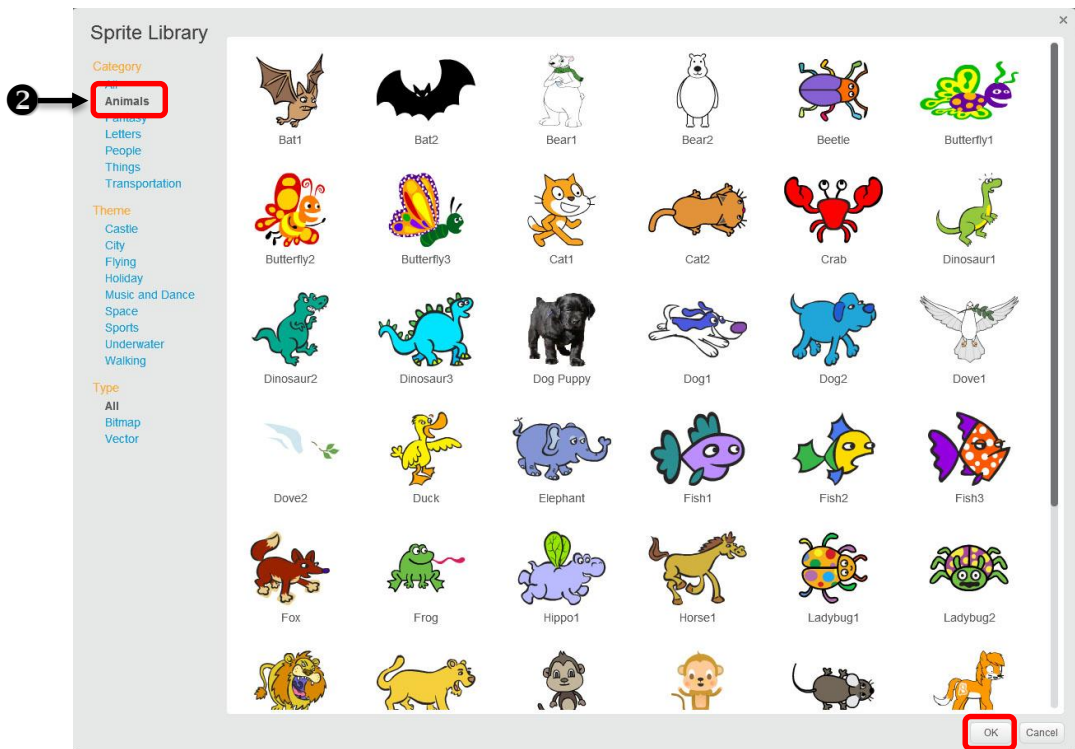 Sprite Library
×
Category
All
❷
Animals
Fantasy
Letters
People
Things
Transportation
Theme
Castle
City
Flying
Holiday
Music and Dance
Space
Sports
Underwater
Walking
Type
All
Bitmap
Vector
Bat1 Bat2 Bear1 Bear2 Beetle Butterfly1
Butterfly2 Butterfly3 Cat1 Cat2 Crab Dinosaur1
Dinosaur2 Dinosaur3 Dog Puppy Dog1 Dog2 Dove1
Dove2 Duck Elephant Fish1 Fish2 Fish3
Fox Frog Hippo1 Horse1 Ladybug1 Ladybug2
OK Cancel